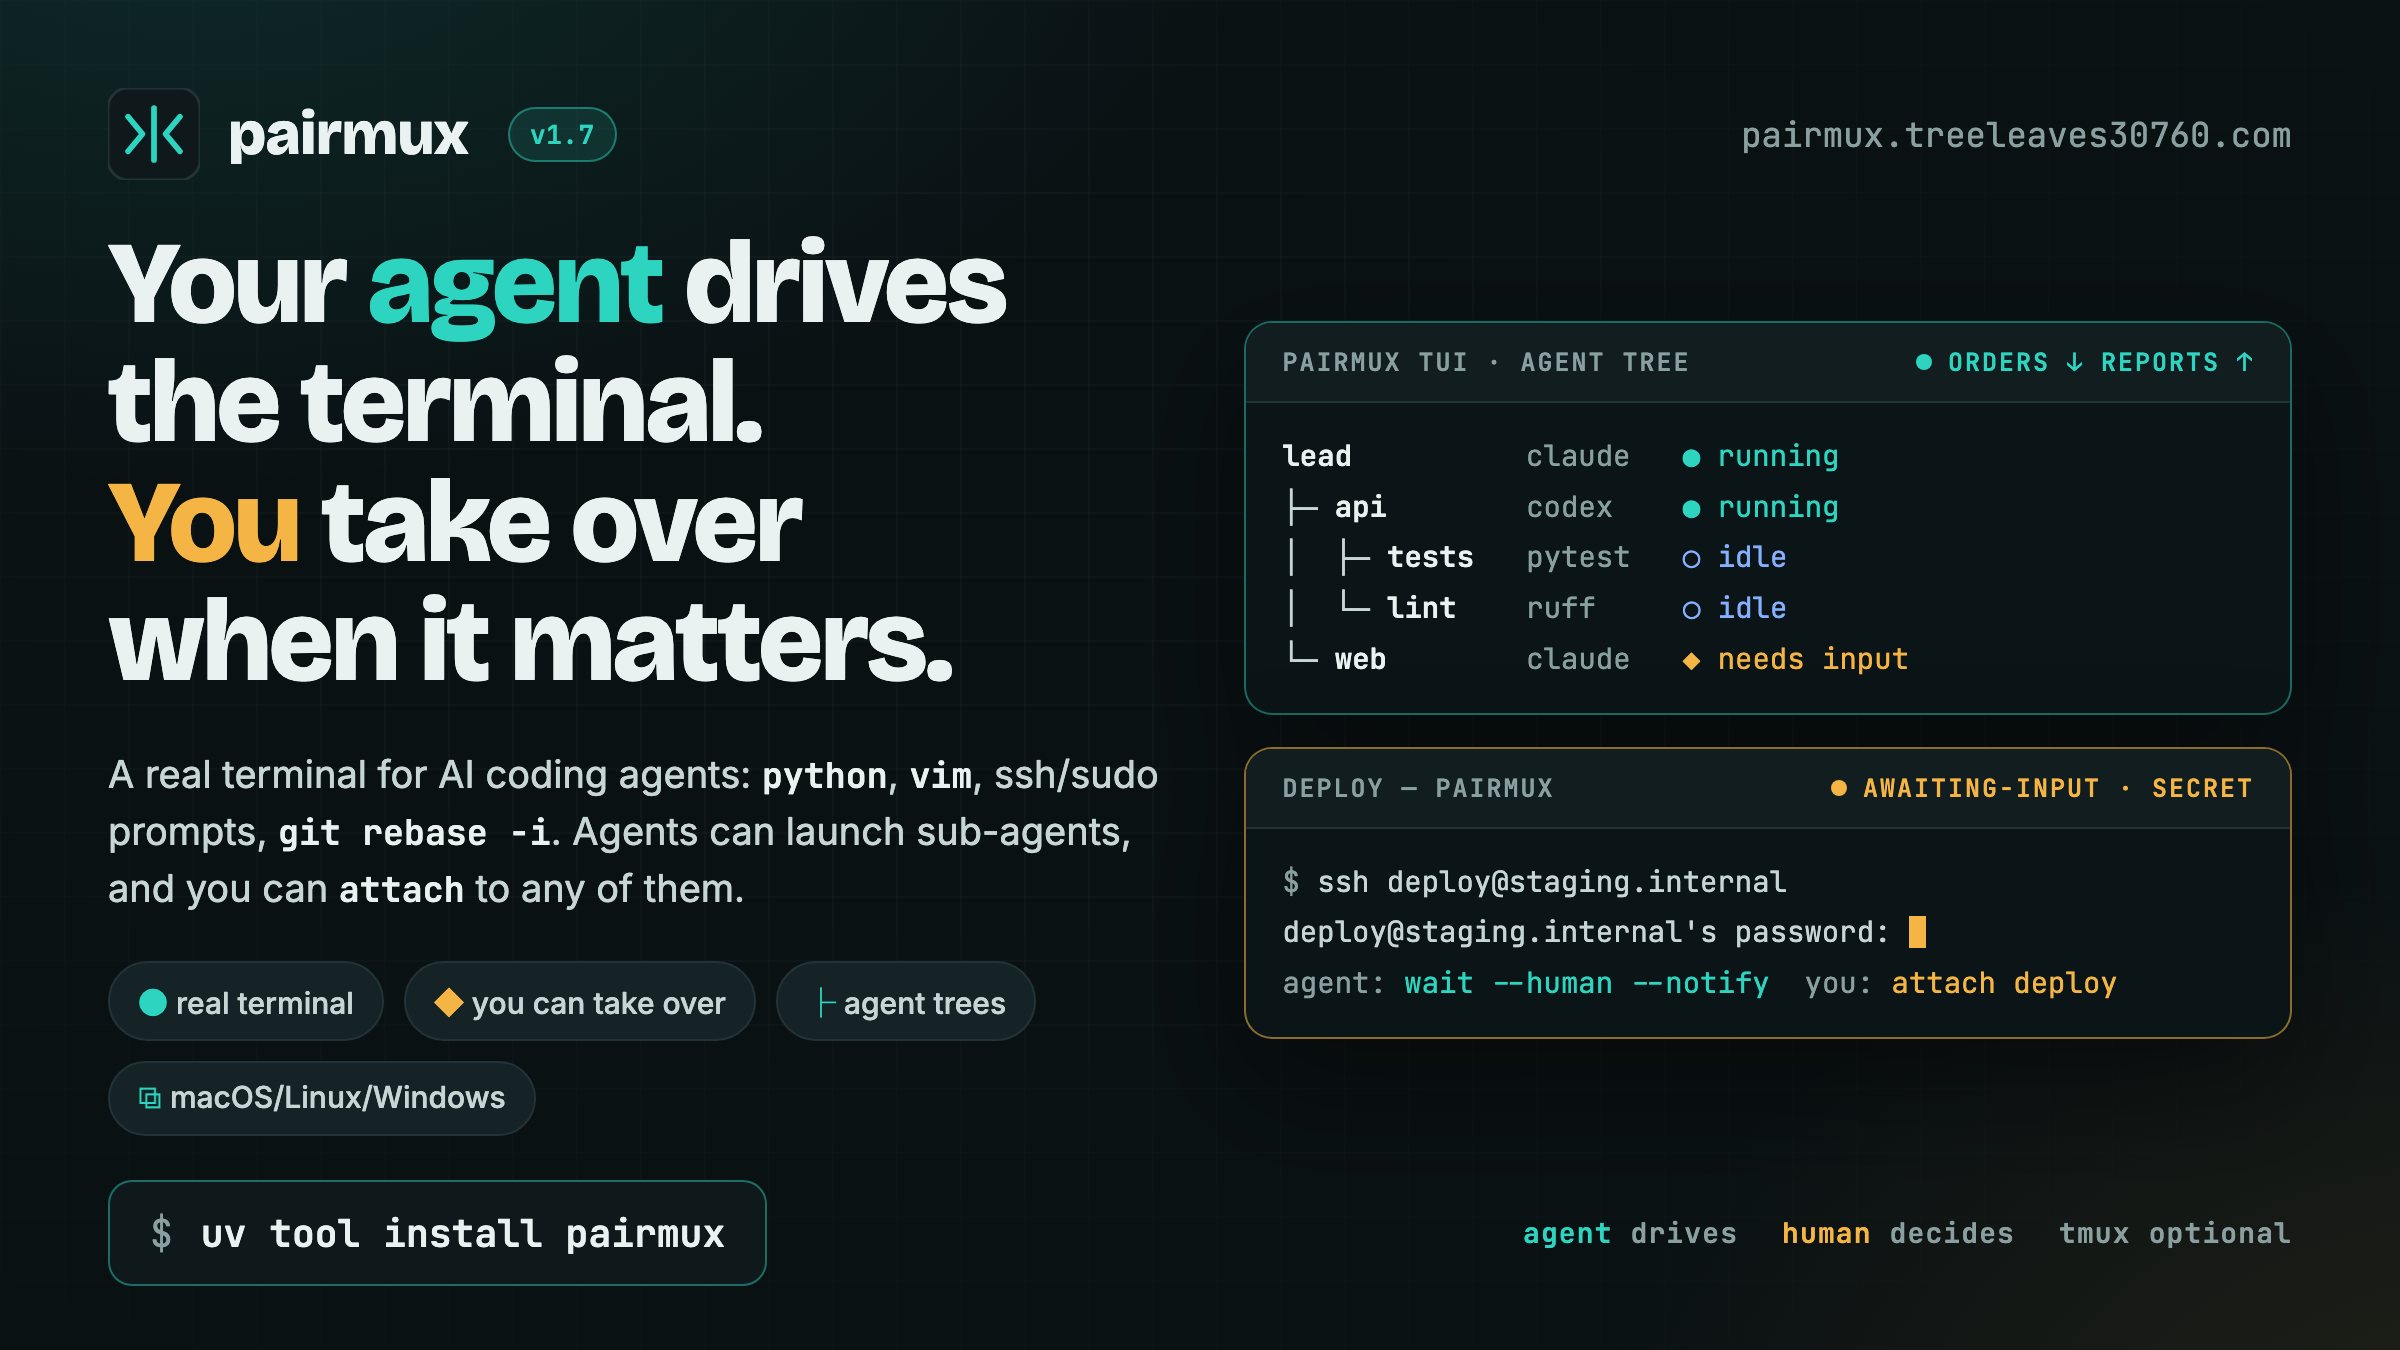 pairmux v1.7
pairmux.treeleaves30760.com
Your agent drives
the terminal.
You take over
when it matters.
A real terminal for AI coding agents: python, vim, ssh/sudo
prompts, git rebase -i. Agents can launch sub-agents,
and you can attach to any of them.
● real terminal
◆ you can take over
├ agent trees
⧉ macOS/Linux/Windows
$ uv tool install pairmux
PAIRMUX TUI · AGENT TREE ● ORDERS ↓ REPORTS ↑
lead claude ● running
├─ api codex ● running
│ ├─ tests pytest ○ idle
│ └─ lint ruff ○ idle
└─ web claude ◆ needs input
DEPLOY — PAIRMUX ● AWAITING-INPUT · SECRET
$ ssh deploy@staging.internal
deploy@staging.internal's password:
agent: wait --human --notify you: attach deploy
agent drives human decides tmux optional